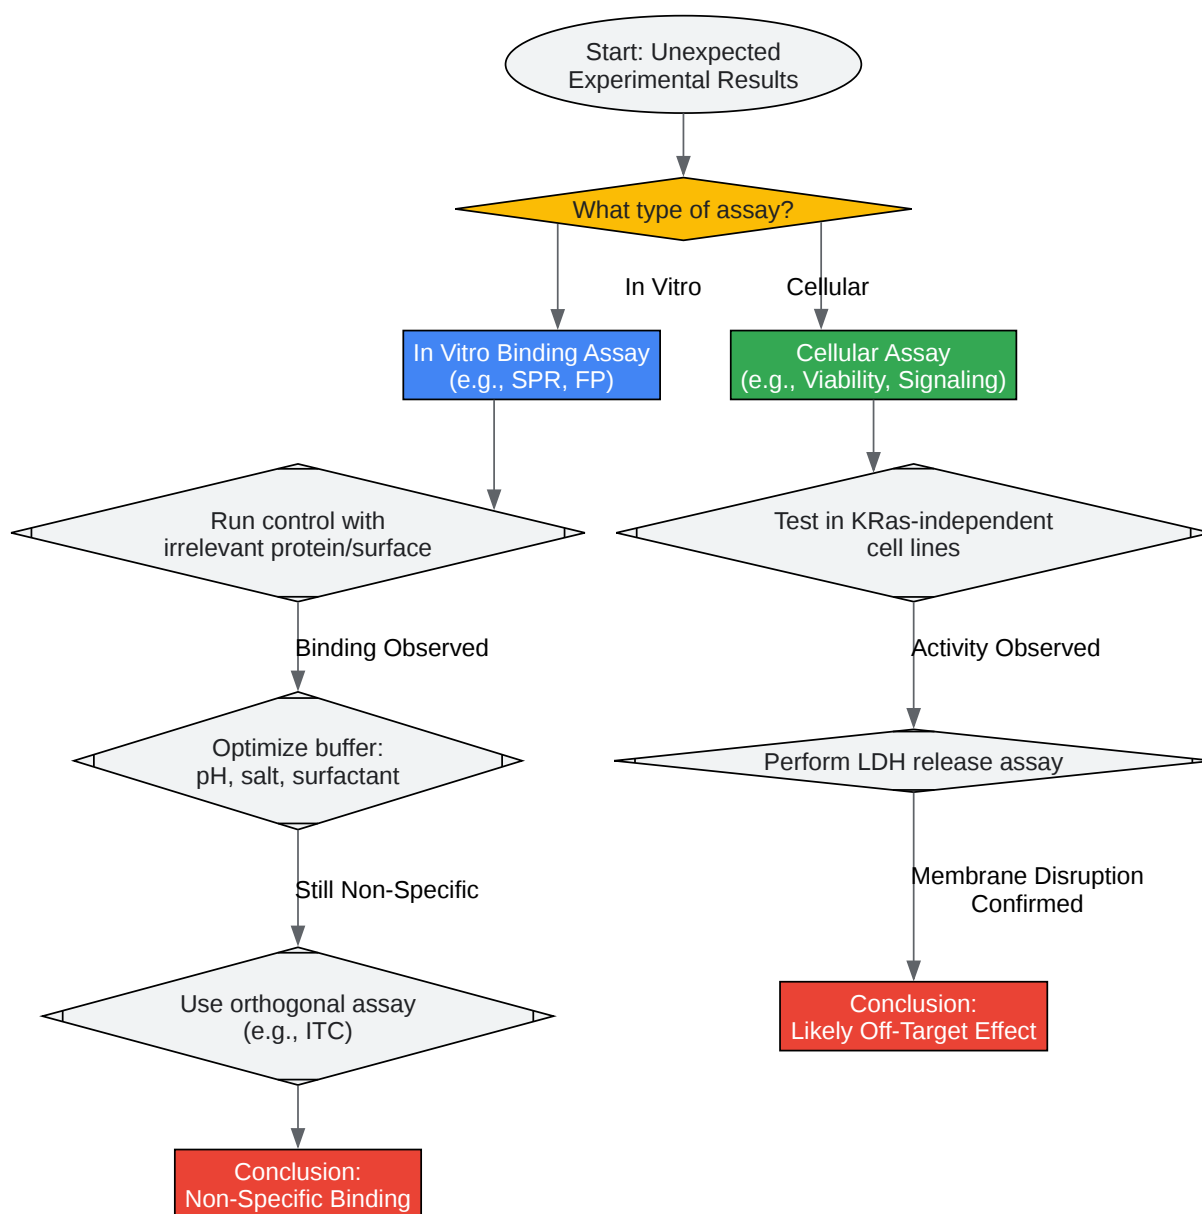 Start: Unexpected
Experimental Results
What type of assay?
In Vitro
Cellular
In Vitro Binding Assay
(e.g., SPR, FP)
Cellular Assay
(e.g., Viability, Signaling)
Run control with
irrelevant protein/surface
Test in KRas-independent
cell lines
Binding Observed
Activity Observed
Optimize buffer:
pH, salt, surfactant
Perform LDH release assay
Still Non-Specific
Membrane Disruption
Confirmed
Use orthogonal assay
(e.g., ITC)
Conclusion:
Likely Off-Target Effect
Conclusion:
Non-Specific Binding